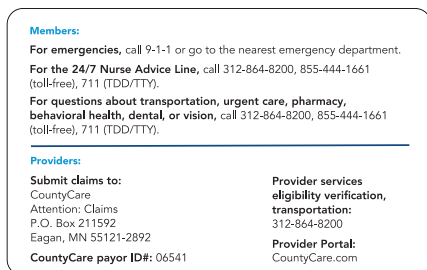 Members:
For emergencies, call 9-1-1 or go to the nearest emergency department.
For the 24/7 Nurse Advice Line, call 312-864-8200, 855-444-1661
(toll-free), 711 (TDD/TTY).
For questions about transportation, urgent care, pharmacy,
behavioral health, dental, or vision, call 312-864-8200, 855-444-1661
(toll-free), 711 (TDD/TTY).
Providers:
Submit claims to:
CountyCare
Attention: Claims
P.O. Box 211592
Eagan, MN 55121-2892
CountyCare payor ID#: 06541
Provider services
eligibility verification,
transportation:
312-864-8200
Provider Portal:
CountyCare.com